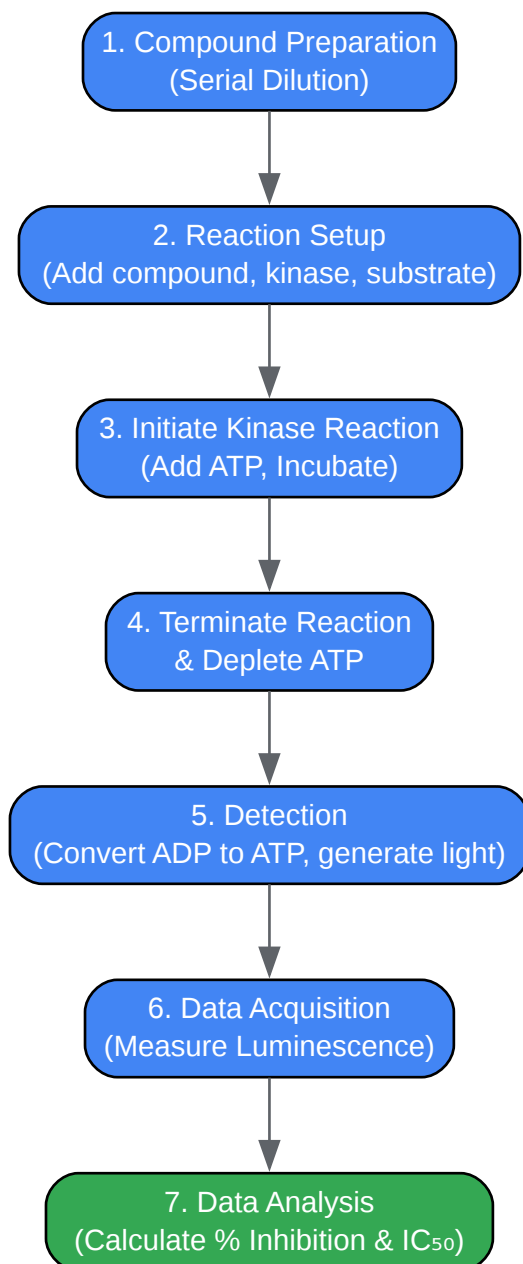 1. Compound Preparation
(Serial Dilution)
2. Reaction Setup
(Add compound, kinase, substrate)
3. Initiate Kinase Reaction
(Add ATP, Incubate)
4. Terminate Reaction
& Deplete ATP
5. Detection
(Convert ADP to ATP, generate light)
6. Data Acquisition
(Measure Luminescence)
7. Data Analysis
(Calculate % Inhibition & IC₅₀)